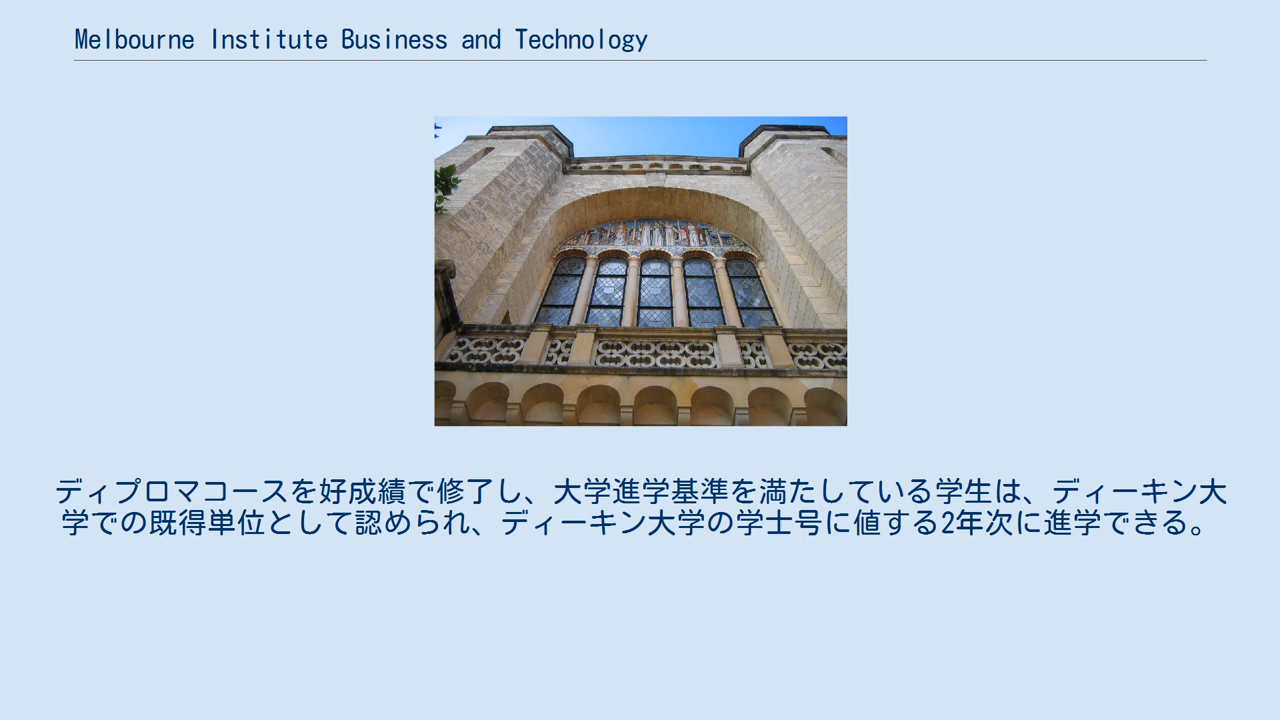 Melbourne Institute Business and Technology
ディプロマコースを好成績で修了し、大学進学基準を満たしている学生は、ディーキン大
学での既得単位として認められ、ディーキン大学の学士号に値する2年次に進学できる。